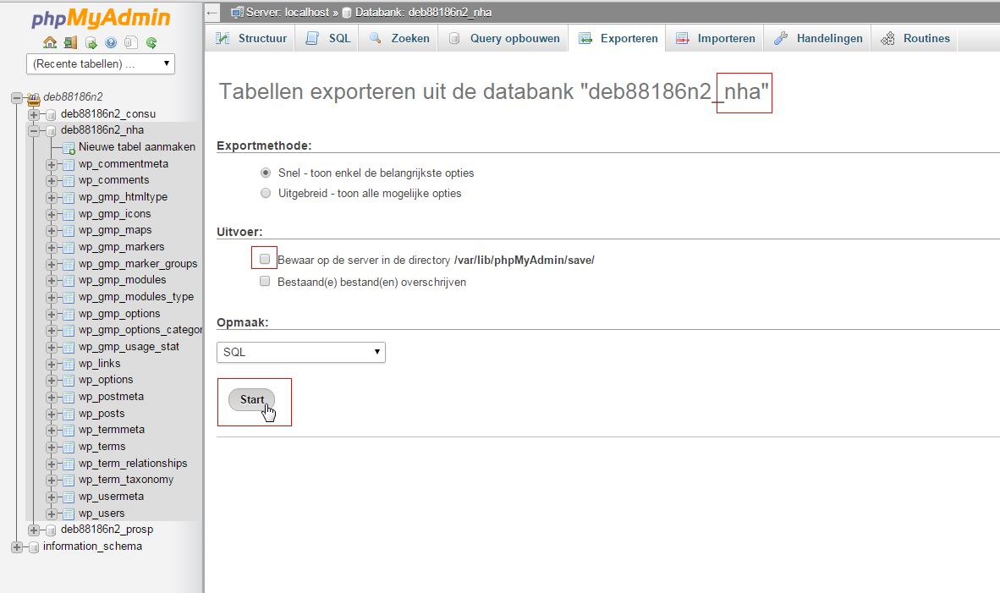 phpMyAdmin
(Recente tabellen) ...
deb88186n2
deb88186n2_consu
deb88186n2_nha
Nieuwe tabel aanmaken
wp_commentmeta
wp_comments
wp_gmp_htmltype
wp_gmp_icons
wp_gmp_maps
wp_gmp_markers
wp_gmp_marker_groups
wp_gmp_modules
wp_gmp_modules_type
wp_gmp_options
wp_gmp_options_categor
wp_gmp_usage_stat
wp_links
wp_options
wp_postmeta
wp_posts
wp_termmeta
wp_terms
wp_term_relationships
wp_term_taxonomy
wp_usermeta
wp_users
deb88186n2_prosp
information_schema
Server: localhost » Databank: deb88186n2_nha
Structuur SQL Zoeken Query opbouwen Exporteren Importeren Handelingen Routines
Tabellen exporteren uit de databank "deb88186n2_nha"
Exportmethode:
Snel - toon enkel de belangrijkste opties
Uitgebreid - toon alle mogelijke opties
Uitvoer:
Bewaar op de server in de directory /var/lib/phpMyAdmin/save/
Bestaand(e) bestand(en) overschrijven
Opmaak:
SQL
Start